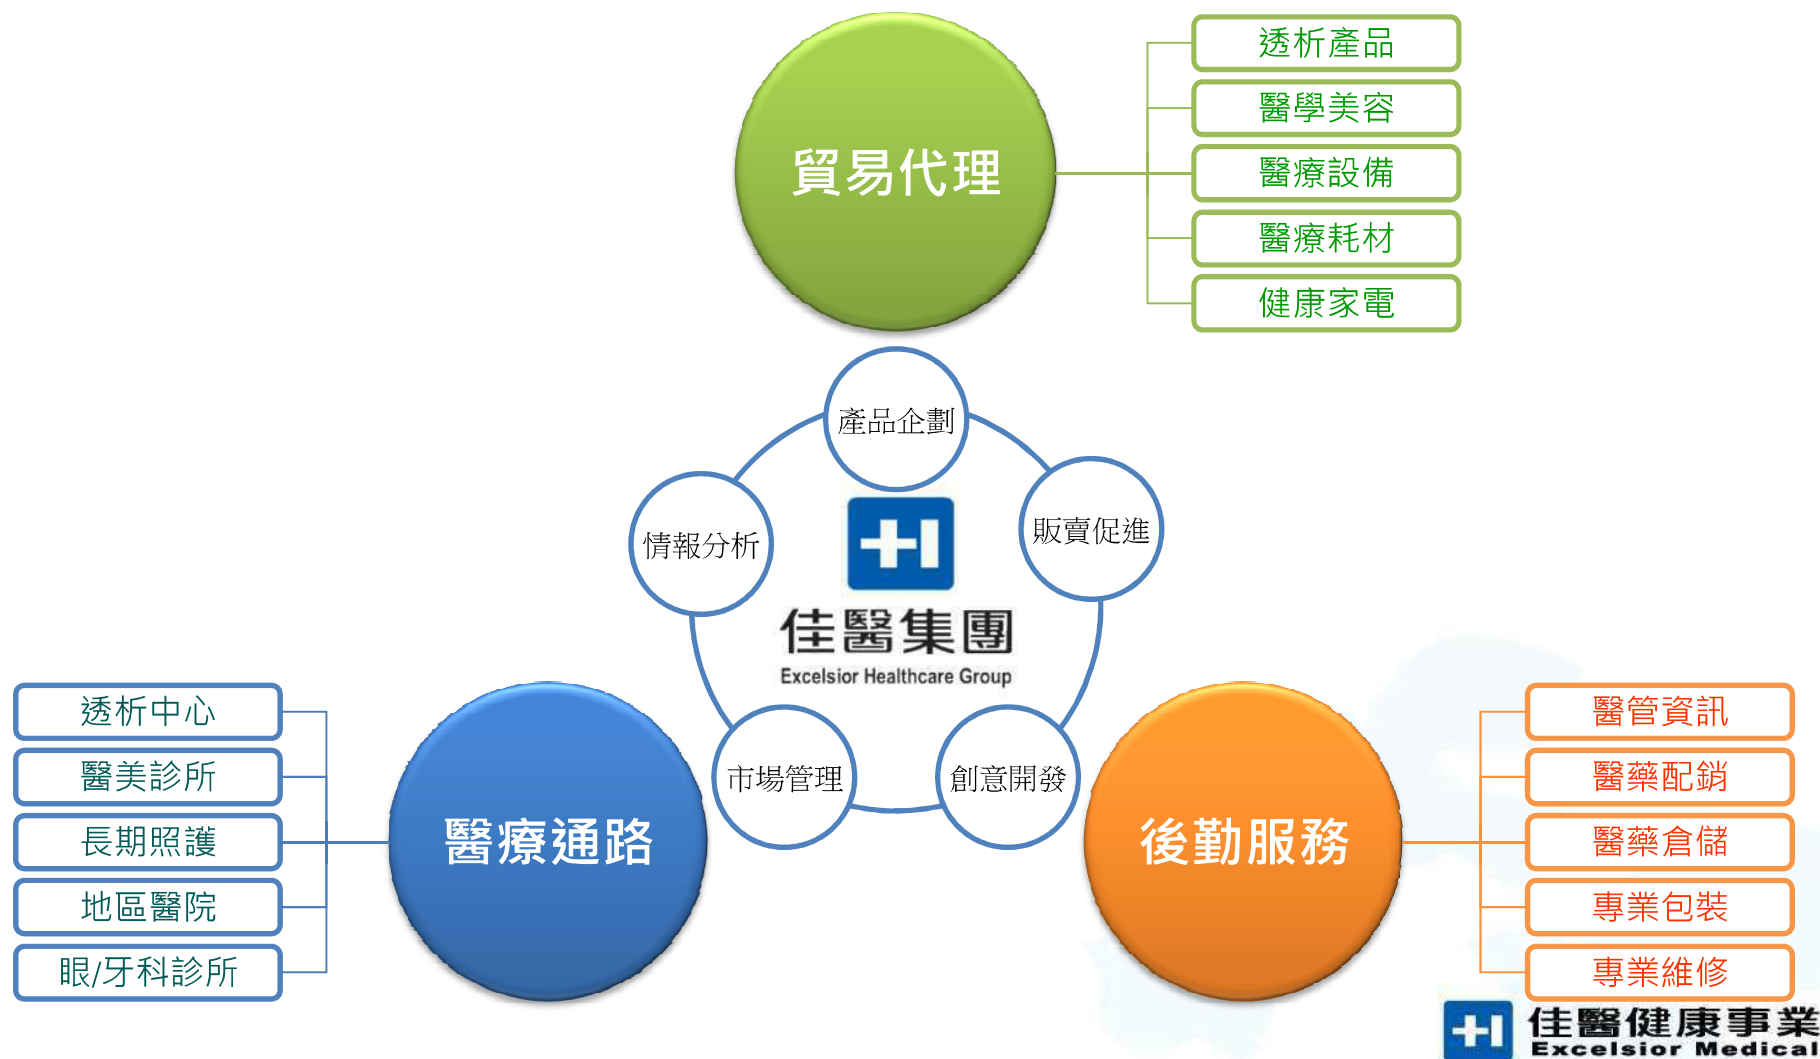 貿易代理
透析產品
醫學美容
醫療設備
醫療耗材
健康家電
產品企劃
情報分析
販賣促進
佳醫集團
Excelsior Healthcare Group
市場管理
創意開發
透析中心
醫美診所
長期照護
地區醫院
眼/牙科診所
醫療通路
後勤服務
醫管資訊
醫藥配銷
醫藥倉儲
專業包裝
專業維修
佳醫健康事業
Excelsior Medical